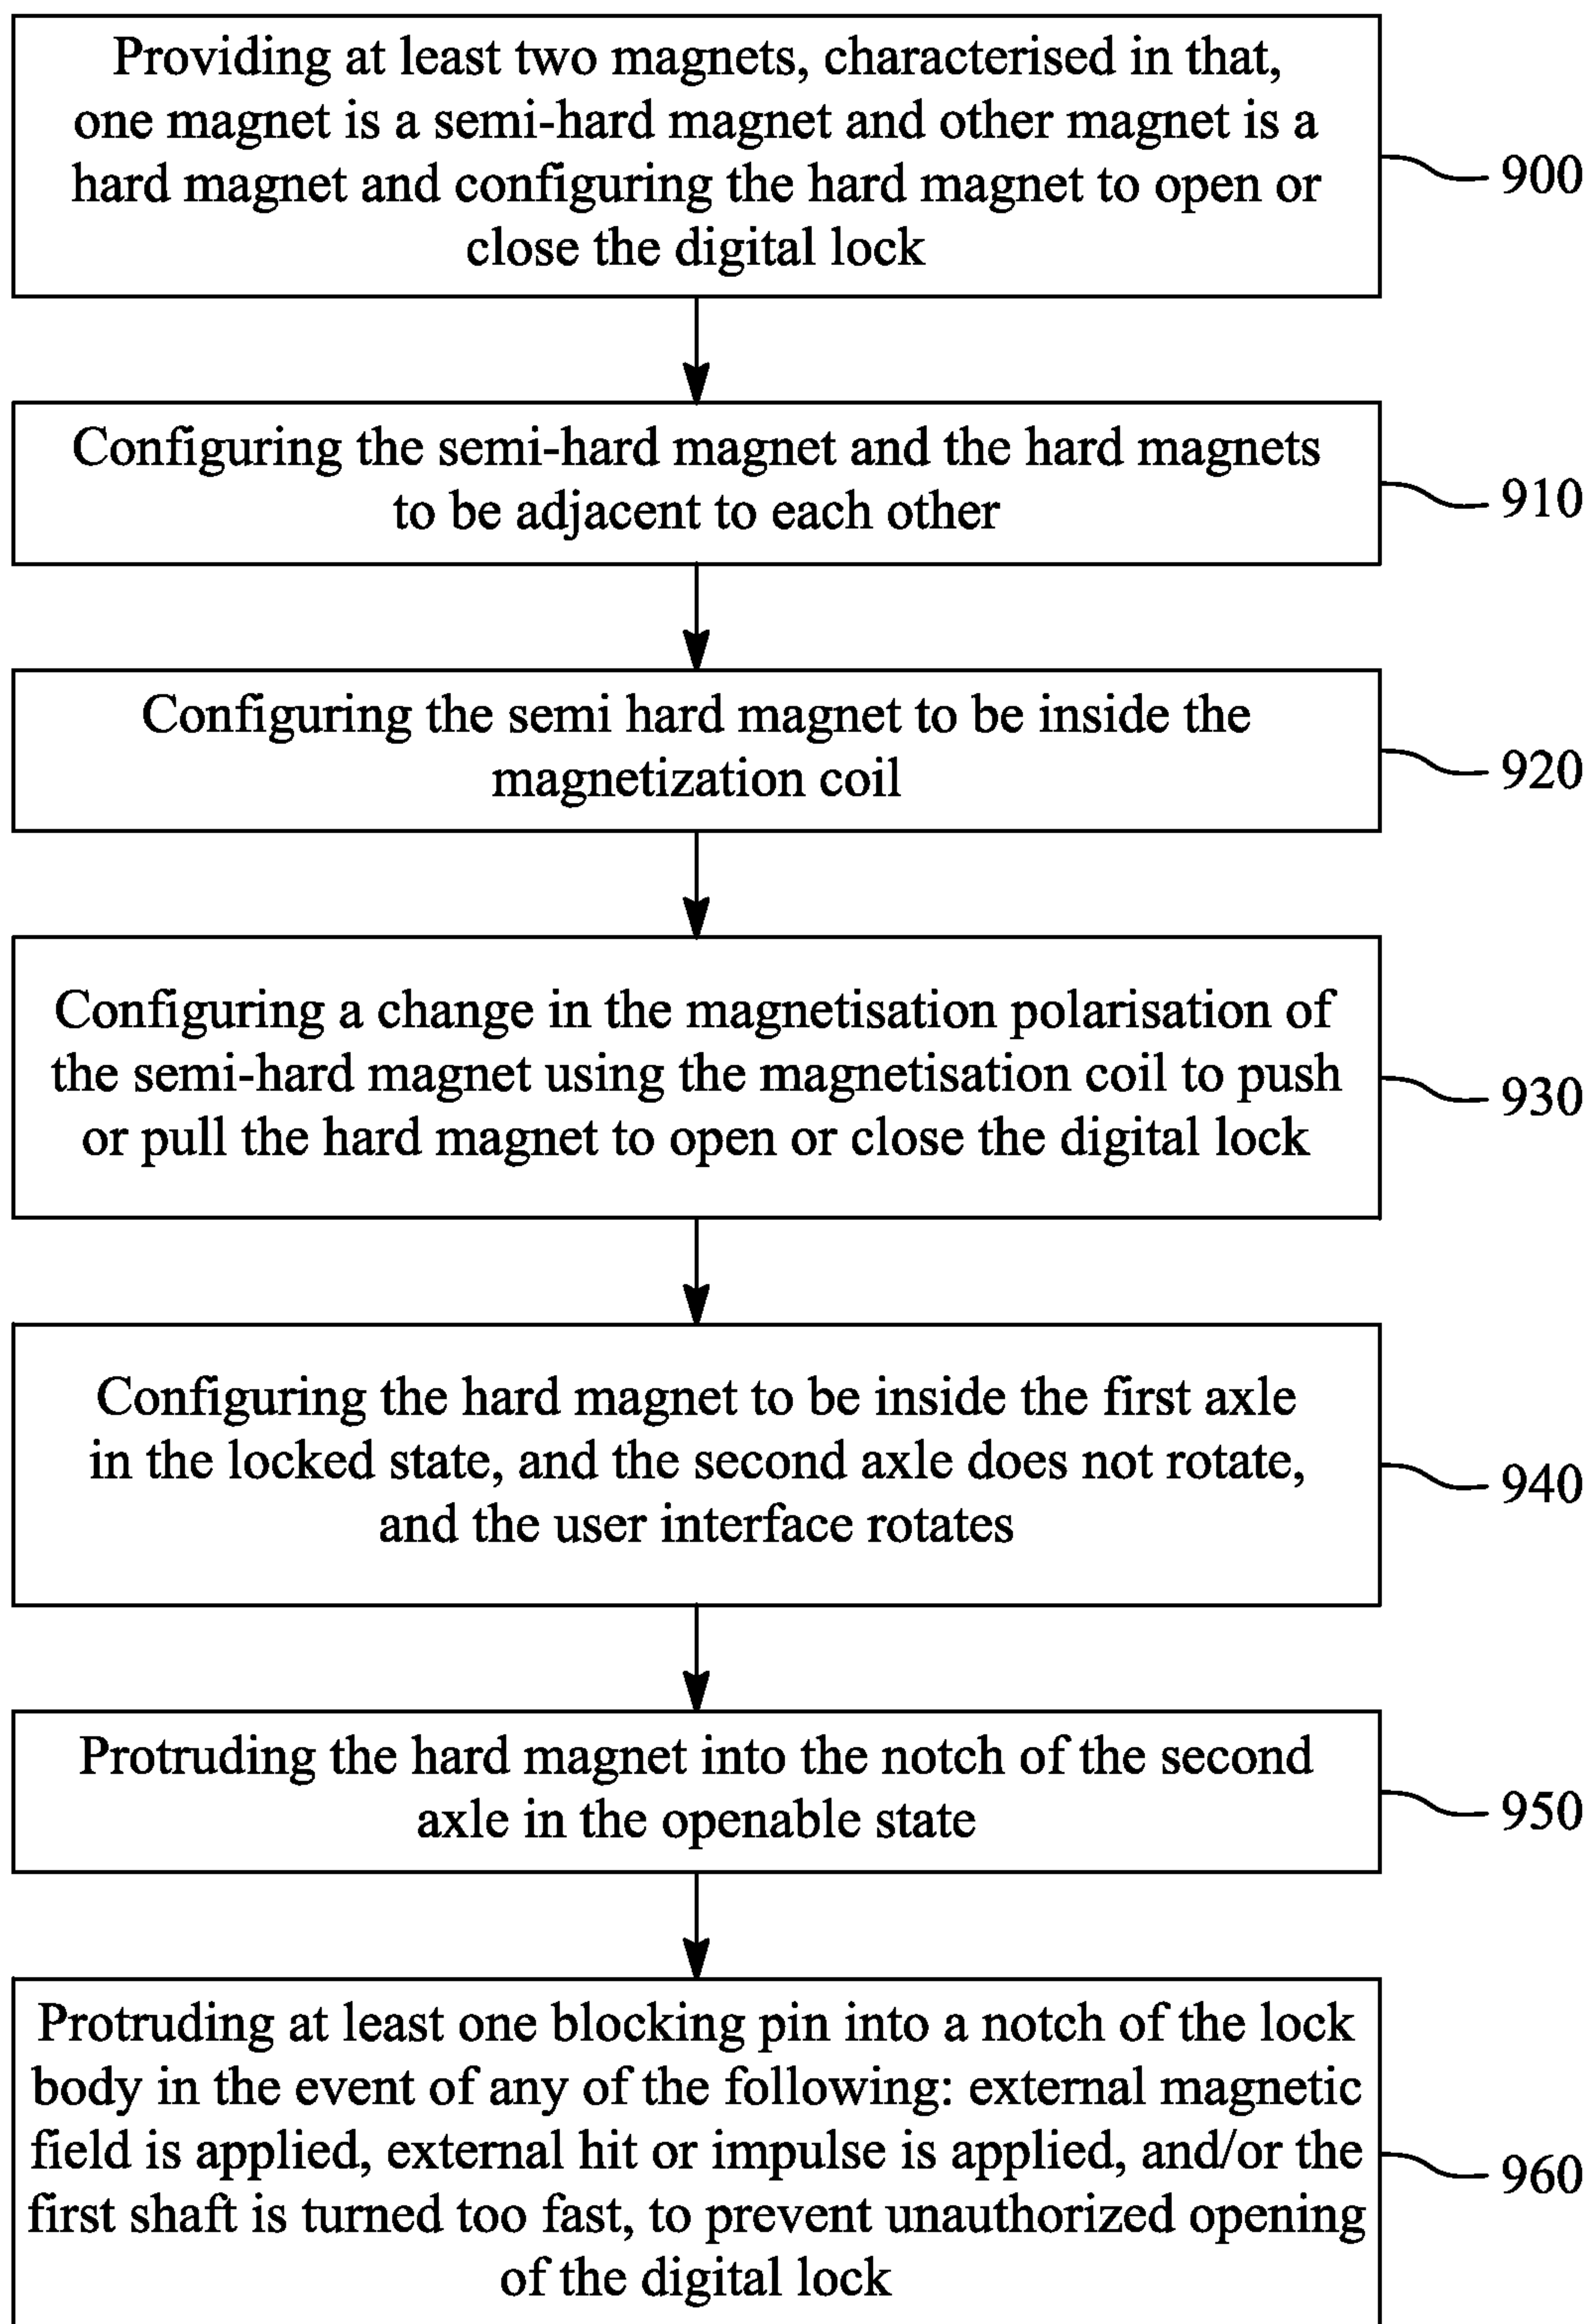 Providing at least two magnets, characterised in that,
one magnet is a semi-hard magnet and other magnet is a
hard magnet and configuring the hard magnet to open or
close the digital lock
900
Configuring the semi-hard magnet and the hard magnets
to be adjacent to each other
910
Configuring the semi hard magnet to be inside the
magnetization coil
920
Configuring a change in the magnetisation polarisation of
the semi-hard magnet using the magnetisation coil to push
or pull the hard magnet to open or close the digital lock
930
Configuring the hard magnet to be inside the first axle
in the locked state, and the second axle does not rotate,
and the user interface rotates
940
Protruding the hard magnet into the notch of the second
axle in the openable state
950
Protruding at least one blocking pin into a notch of the lock
body in the event of any of the following: external magnetic
field is applied, external hit or impulse is applied, and/or the
first shaft is turned too fast, to prevent unauthorized opening
of the digital lock
960